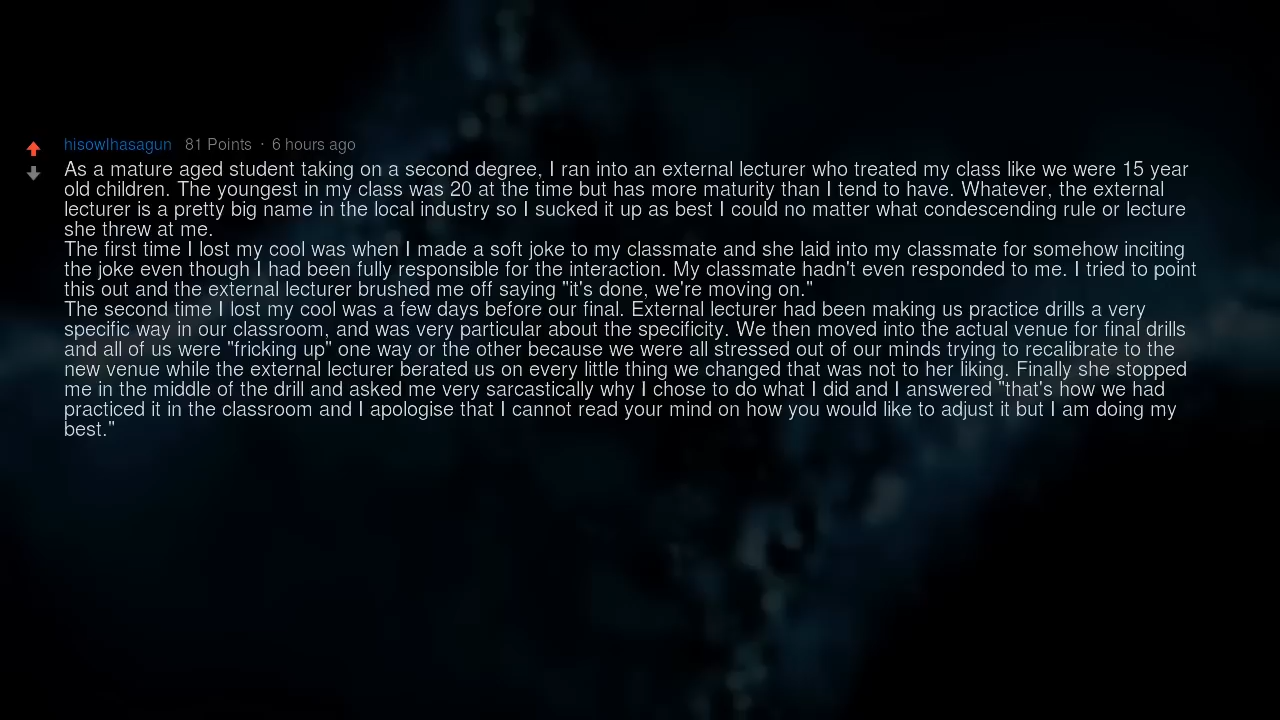 hisowlhasagun 81 Points · 6 hours ago
As a mature aged student taking on a second degree, I ran into an external lecturer who treated my class like we were 15 year
old children. The youngest in my class was 20 at the time but has more maturity than I tend to have. Whatever, the external
lecturer is a pretty big name in the local industry so I sucked it up as best I could no matter what condescending rule or lecture
she threw at me.
The first time I lost my cool was when I made a soft joke to my classmate and she laid into my classmate for somehow inciting
the joke even though I had been fully responsible for the interaction. My classmate hadn't even responded to me. I tried to point
this out and the external lecturer brushed me off saying "it's done, we're moving on."
The second time I lost my cool was a few days before our final. External lecturer had been making us practice drills a very
specific way in our classroom, and was very particular about the specificity. We then moved into the actual venue for final drills
and all of us were "fricking up" one way or the other because we were all stressed out of our minds trying to recalibrate to the
new venue while the external lecturer berated us on every little thing we changed that was not to her liking. Finally she stopped
me in the middle of the drill and asked me very sarcastically why I chose to do what I did and I answered "that's how we had
practiced it in the classroom and I apologise that I cannot read your mind on how you would like to adjust it but I am doing my
best."